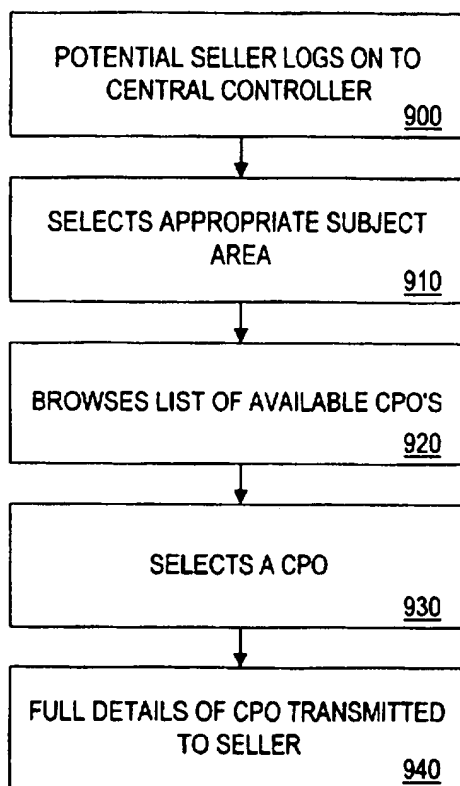 POTENTIAL SELLER LOGS ON TO
CENTRAL CONTROLLER
900
SELECTS APPROPRIATE SUBJECT
AREA
910
BROWSES LIST OF AVAILABLE CPO'S
920
SELECTS A CPO
930
FULL DETAILS OF CPO TRANSMITTED
TO SELLER
940